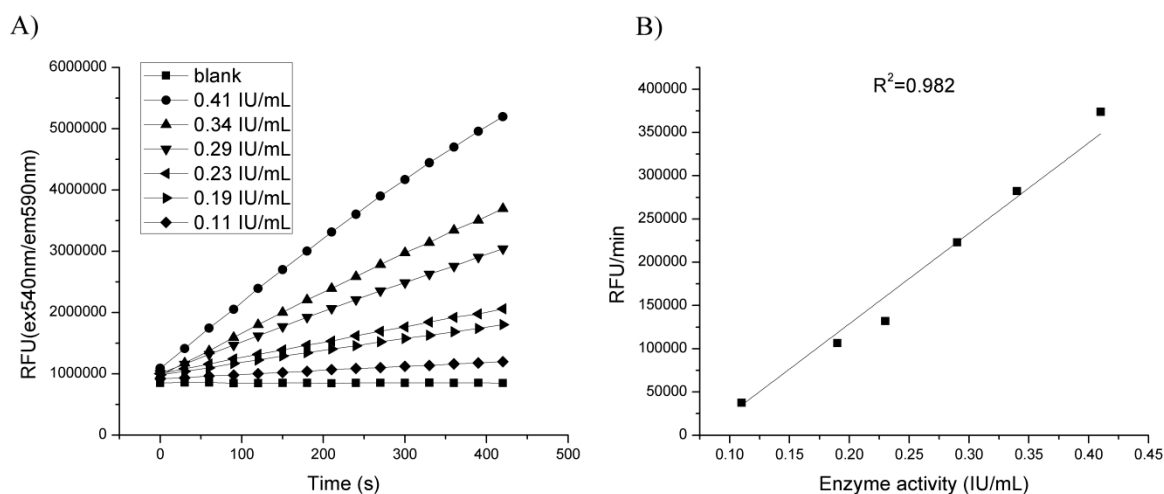 A)
RFU(ex540nm/em590nm)
6000000
5000000
4000000
3000000
2000000
1000000
0
blank
0.41 IU/mL
0.34 IU/mL
0.29 IU/mL
0.23 IU/mL
0.19 IU/mL
0.11 IU/mL
0 100 200 300 400 500
Time (s)
B)
RFU/min
400000
350000
300000
250000
200000
150000
100000
50000
0
R²=0.982
0.10 0.15 0.20 0.25 0.30 0.35 0.40 0.45
Enzyme activity (IU/mL)